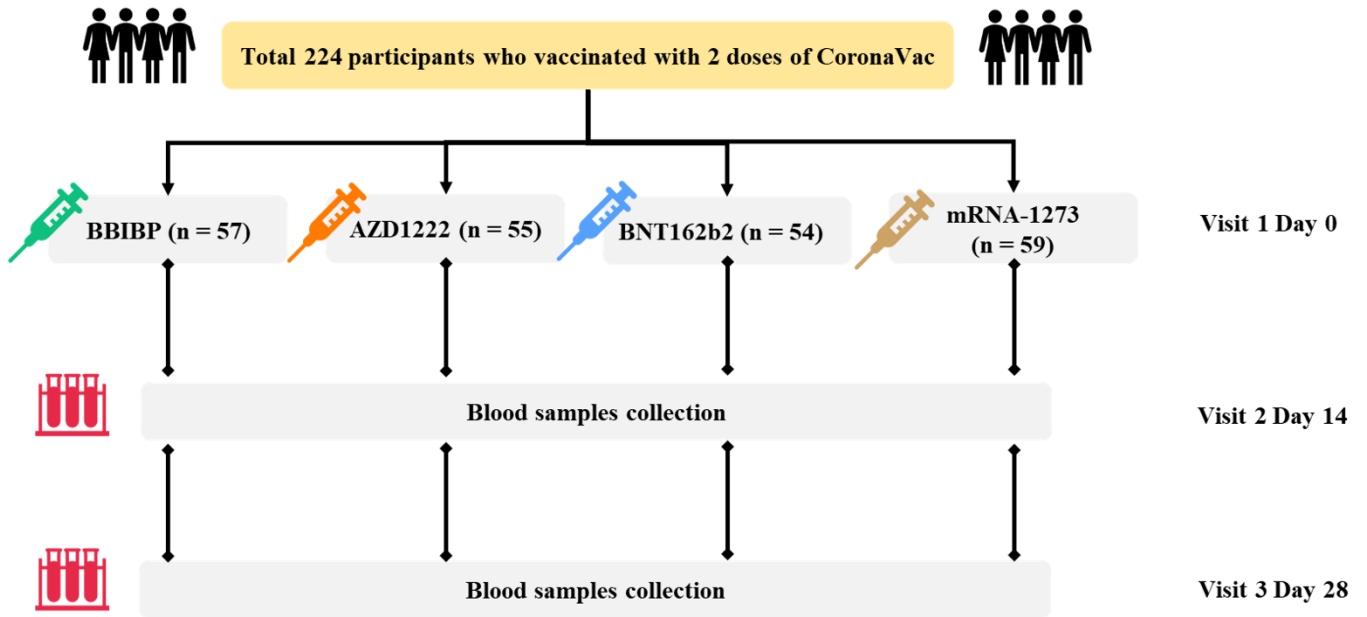 Total 224 participants who vaccinated with 2 doses of CoronaVac
BBIBP (n = 57)
AZD1222 (n = 55)
BNT162b2 (n = 54)
mRNA-1273
(n = 59)
Visit 1 Day 0
Blood samples collection
Visit 2 Day 14
Blood samples collection
Visit 3 Day 28